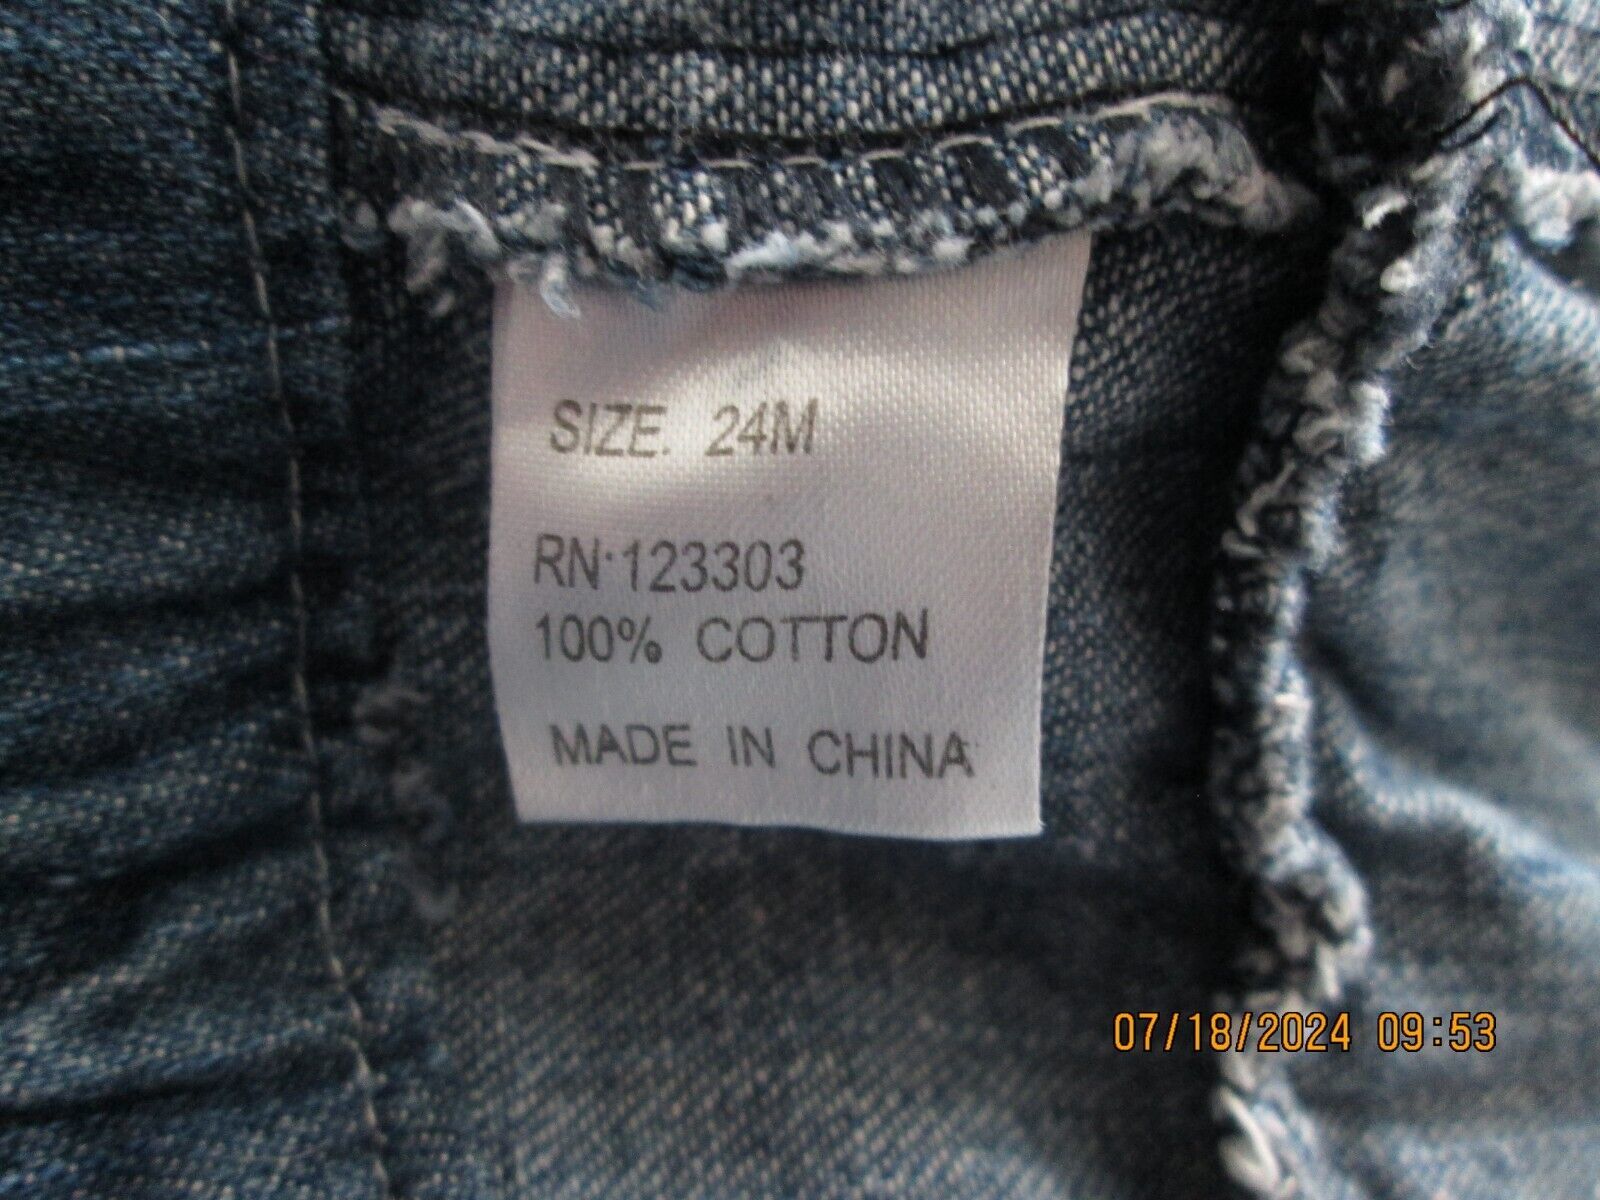 SIZE. 24M
RN:123303
100% COTTON
MADE IN CHINA
07/18/2024 09:53